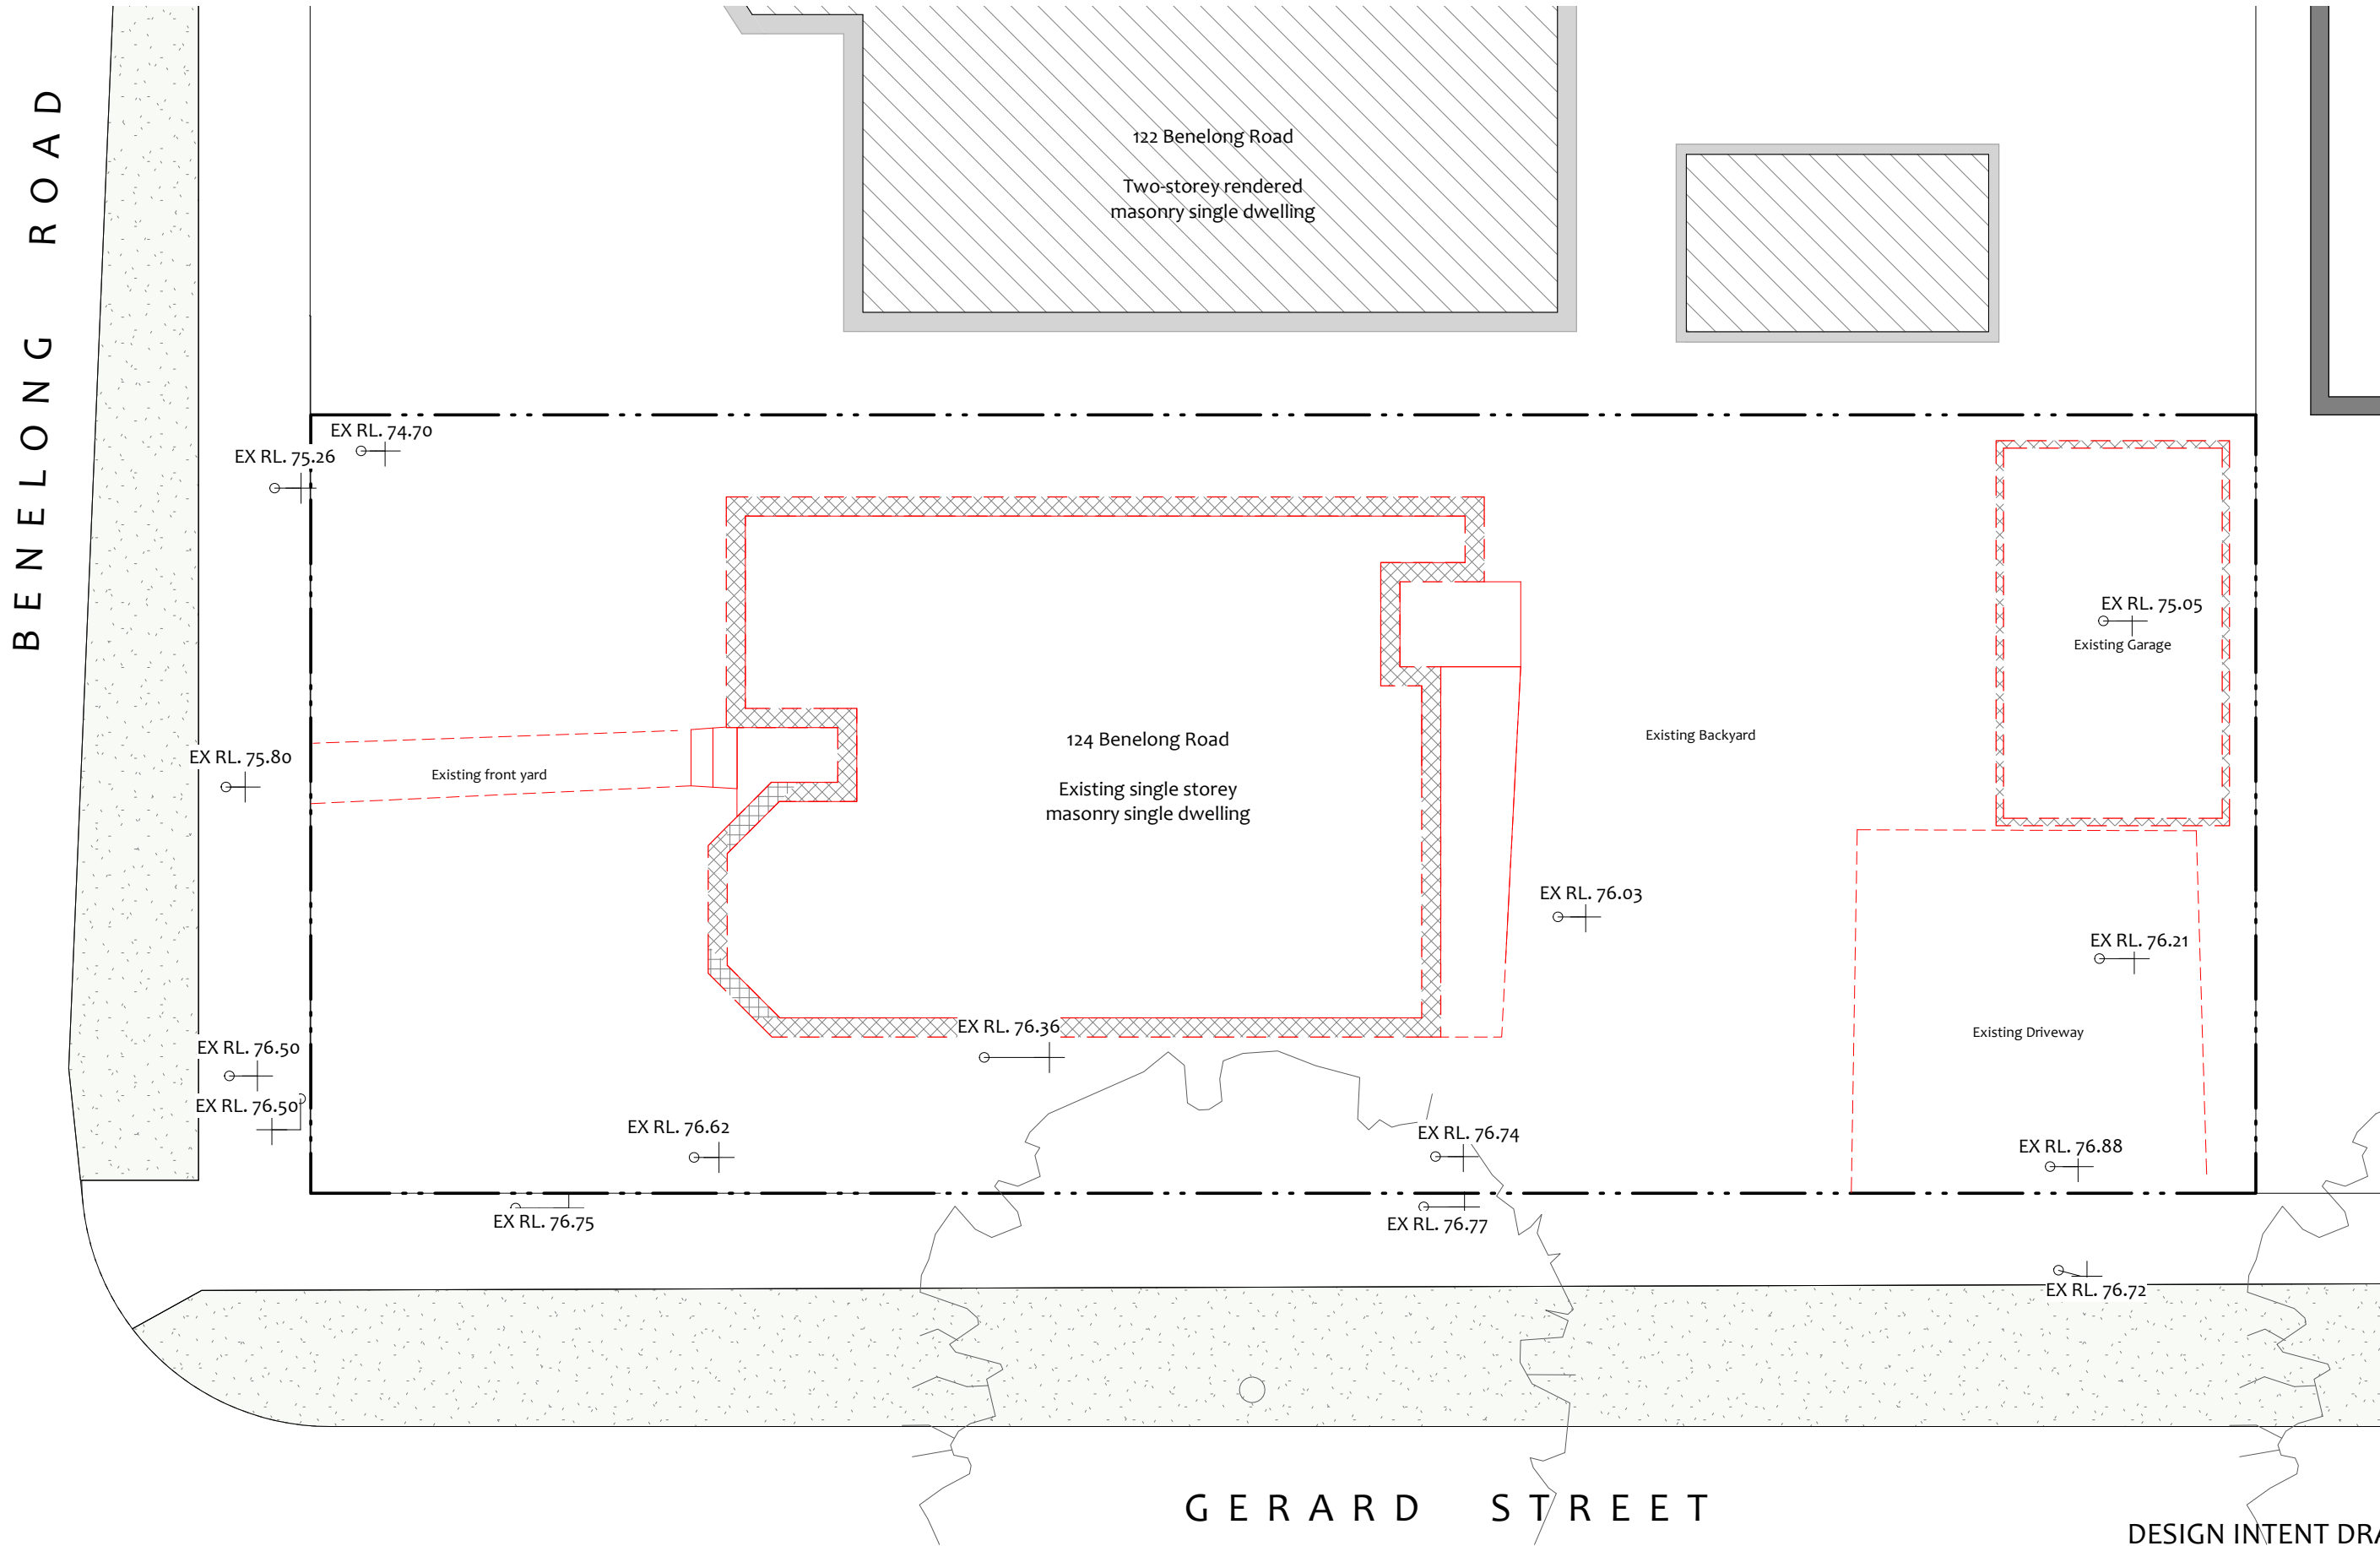 BENELONG ROAD
122 Benelong Road
Two-storey rendered
masonry single dwelling
EX RL. 74.70
EX RL. 75.26
EX RL. 75.05
Existing Garage
124 Benelong Road
Existing single storey
masonry single dwelling
Existing Backyard
EX RL. 75.80
Existing front yard
EX RL. 76.03
EX RL. 76.21
EX RL. 76.36
Existing Driveway
EX RL. 76.50
EX RL. 76.50
EX RL. 76.62
EX RL. 76.74
EX RL. 76.88
EX RL. 76.75
EX RL. 76.77
EX RL. 76.72
GERARD STREET
DESIGN INTENT DRA